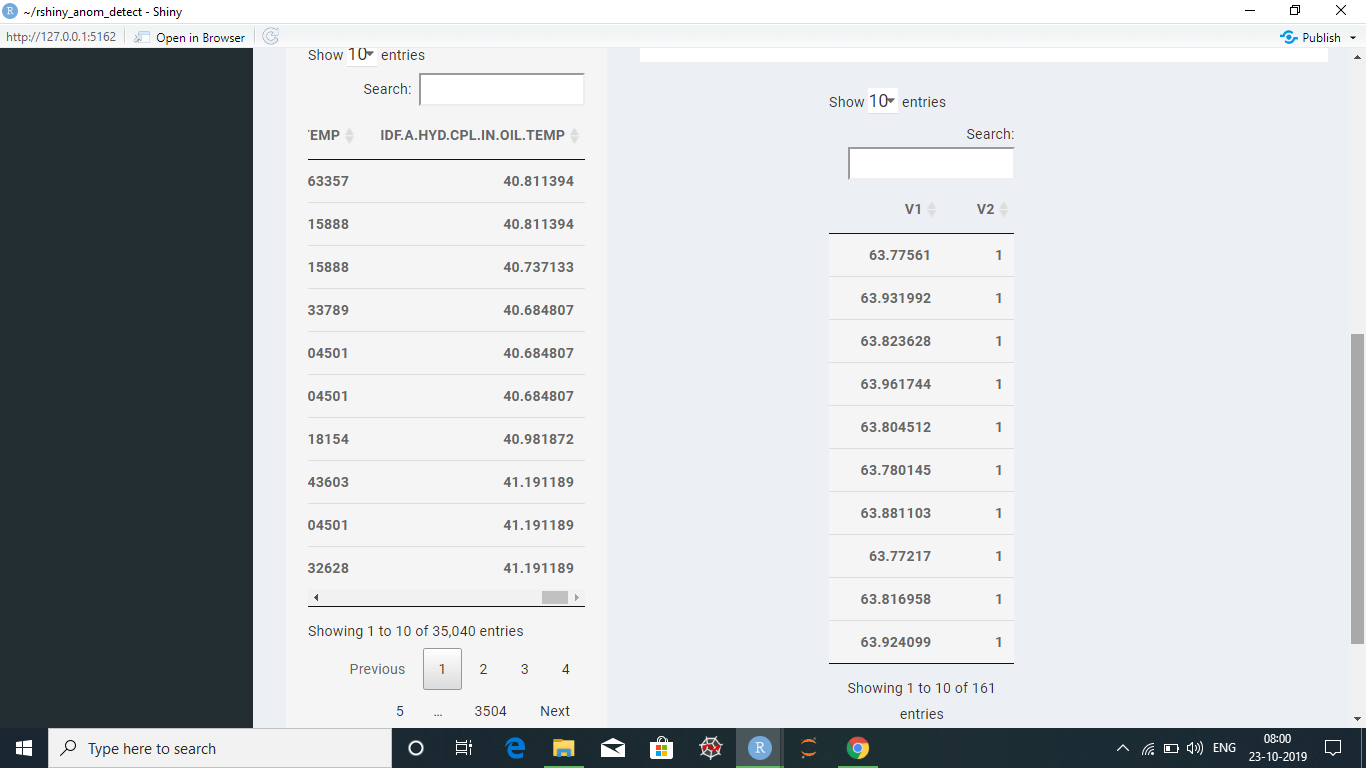 ~/rshiny_anom_detect - Shiny
http://127.0.0.1:5162 Open in Browser Publish
Show 10 entries
Search:
EMP IDF.A.HYD.CPL.IN.OIL.TEMP
63357 40.811394
15888 40.811394
15888 40.737133
33789 40.684807
04501 40.684807
04501 40.684807
18154 40.981872
43603 41.191189
04501 41.191189
32628 41.191189
Showing 1 to 10 of 35,040 entries
Previous 1 2 3 4
5 ... 3504 Next
Show 10 entries
Search:
V1 V2
63.77561 1
63.931992 1
63.823628 1
63.961744 1
63.804512 1
63.780145 1
63.881103 1
63.77217 1
63.816958 1
63.924099 1
Showing 1 to 10 of 161
entries
Type here to search
R
ENG
08:00
23-10-2019